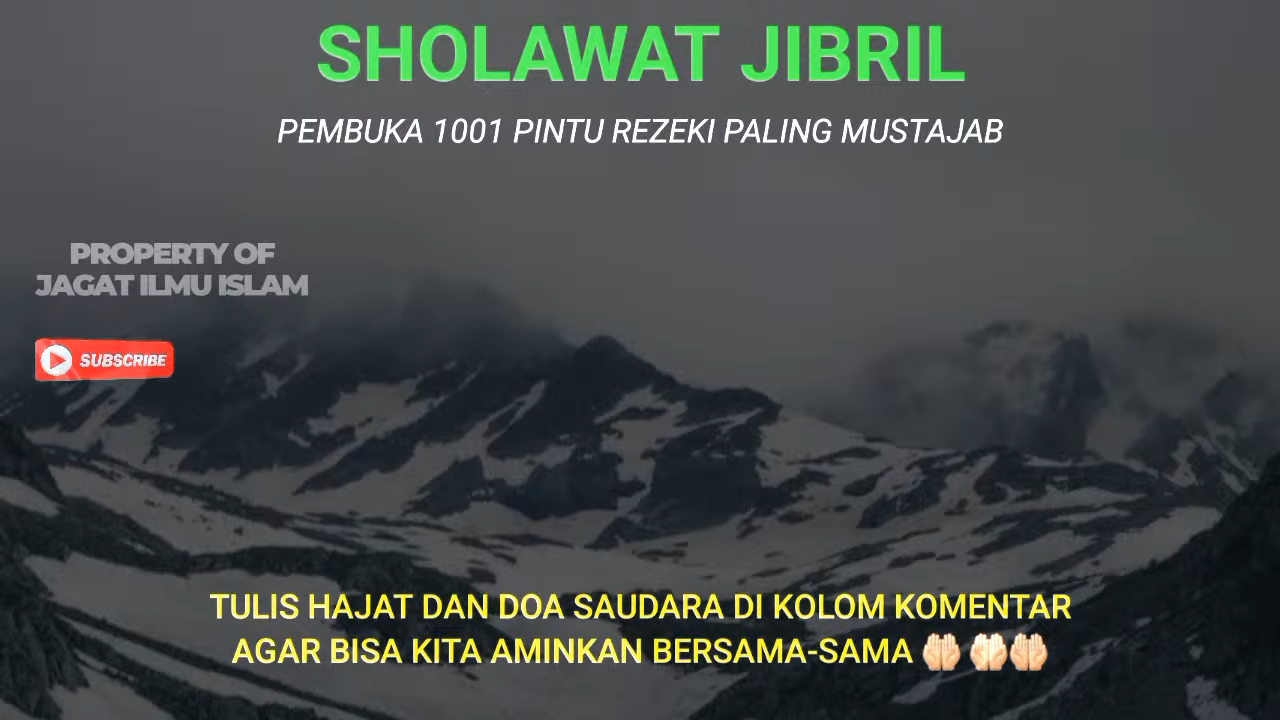 SHOLAWAT JIBRIL
PEMBUKA 1001 PINTU REZEKI PALING MUSTAJAB
PROPERTY OF
JAGAT ILMU ISLAM
SUBSCRIBE
TULIS HAJAT DAN DOA SAUDARA DI KOLOM KOMENTAR
AGAR BISA KITA AMINKAN BERSAMA-SAMA 🤲🏻🤲🏻🤲🏻